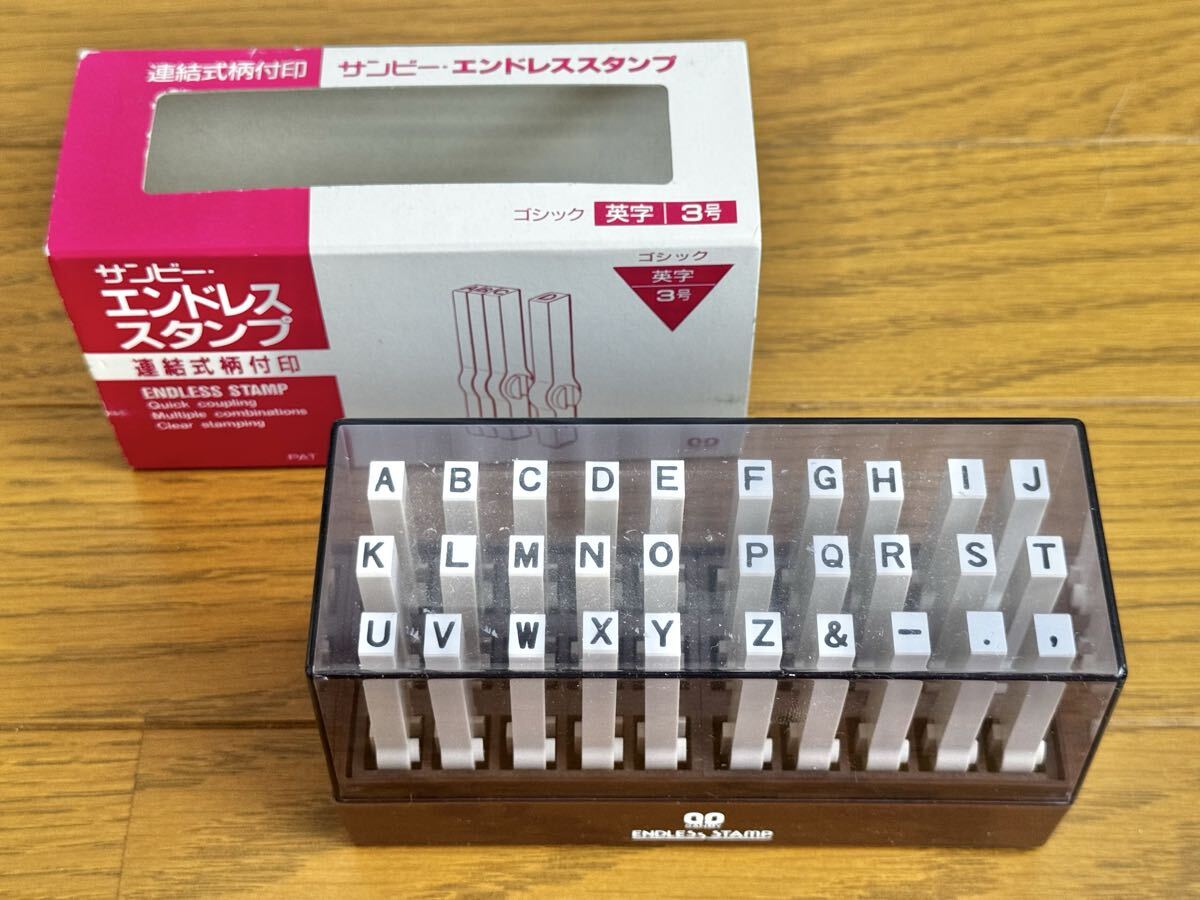 連結式柄付印
サンビー・エンドレススタンプ
ゴシック 英字 3号
サンビー・
エンドレス
スタンプ
連結式柄付印
ENDLESS STAMP
Quick coupling
Multiple combinations
Clear stamping
PAT
ゴシック
英字
3号
ABC D
A B C D E F G H I J
K L M N O P Q R S T
U V W X Y Z & - . ,
ENDLESS STAMP